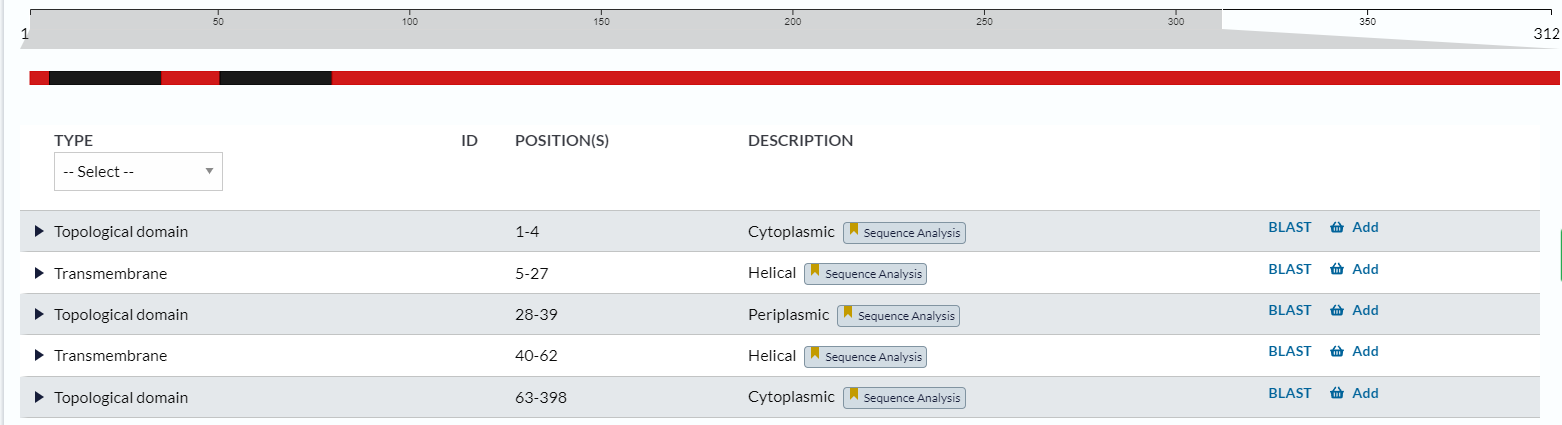 50 100 150 200 250 300 350
1 312
TYPE ID POSITION(S) DESCRIPTION
-- Select --
Topological domain 1-4 Cytoplasmic Sequence Analysis BLAST Add
Transmembrane 5-27 Helical Sequence Analysis BLAST Add
Topological domain 28-39 Periplasmic Sequence Analysis BLAST Add
Transmembrane 40-62 Helical Sequence Analysis BLAST Add
Topological domain 63-398 Cytoplasmic Sequence Analysis BLAST Add